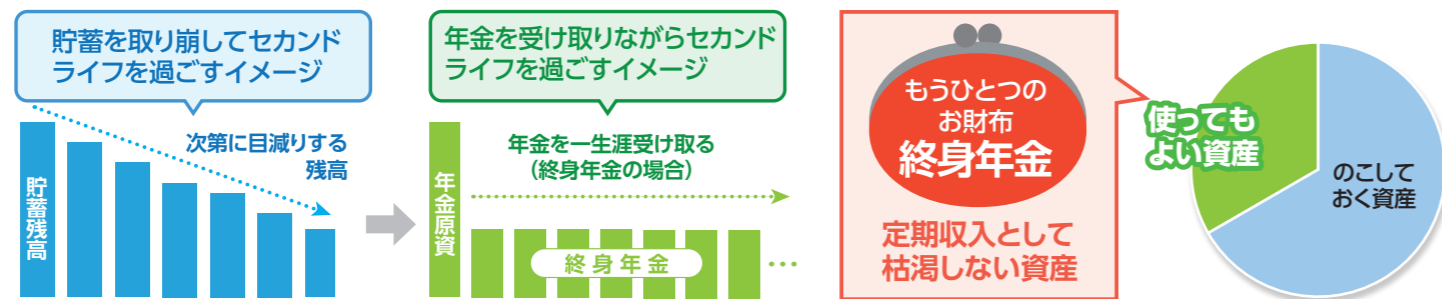 貯蓄を取り崩してセカンド
ライフを過ごすイメージ
次第に目減りする
残高
貯蓄残高
年金を受け取りながらセカンド
ライフを過ごすイメージ
年金を一生涯受け取る
(終身年金の場合)
年金原資
終身年金
もうひとつの
お財布
終身年金
定期収入として
枯渇しない資産
使っても
よい資産
のこして
おく資産